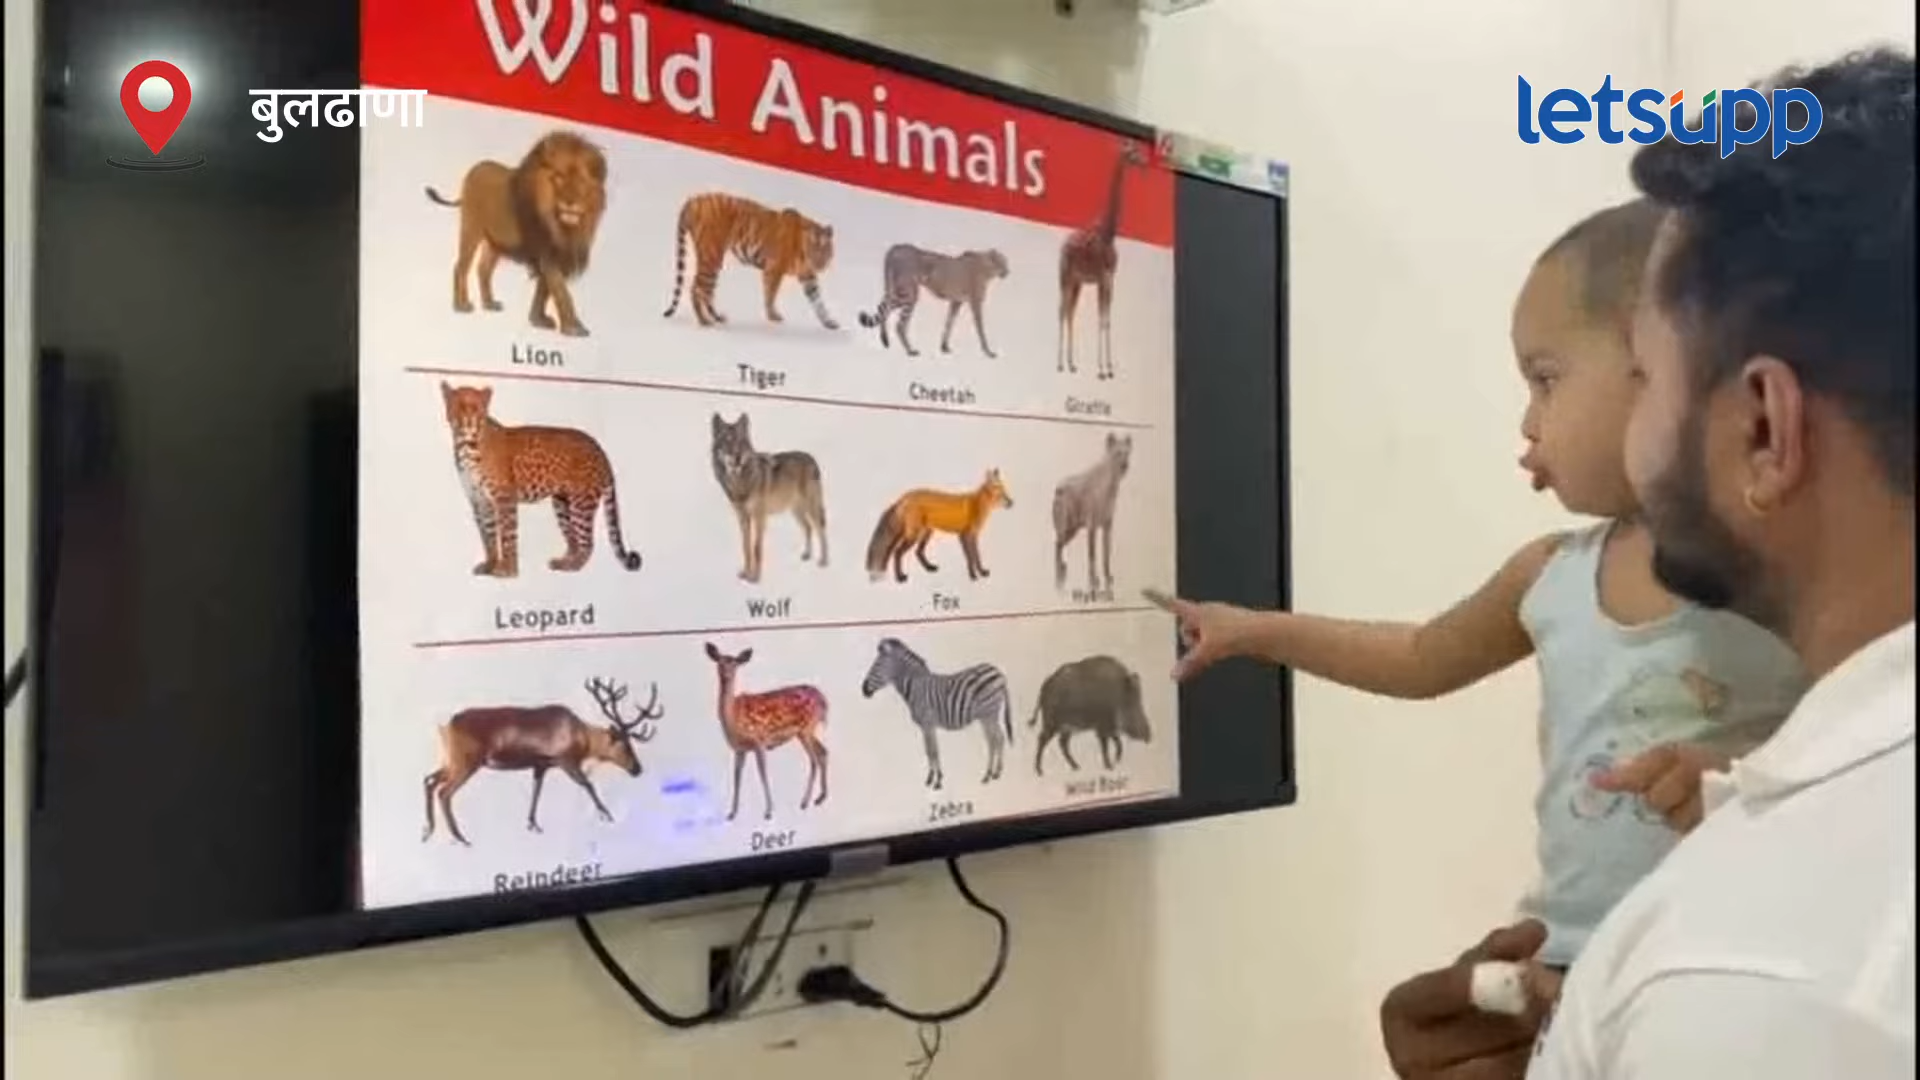 Wild Animals
बुलढाणा
letsupp
Lion
Tiger
Cheetah
Giraffe
Leopard
Wolf
Fox
Hyena
Reindeer
Deer
Zebra
Wild Boar